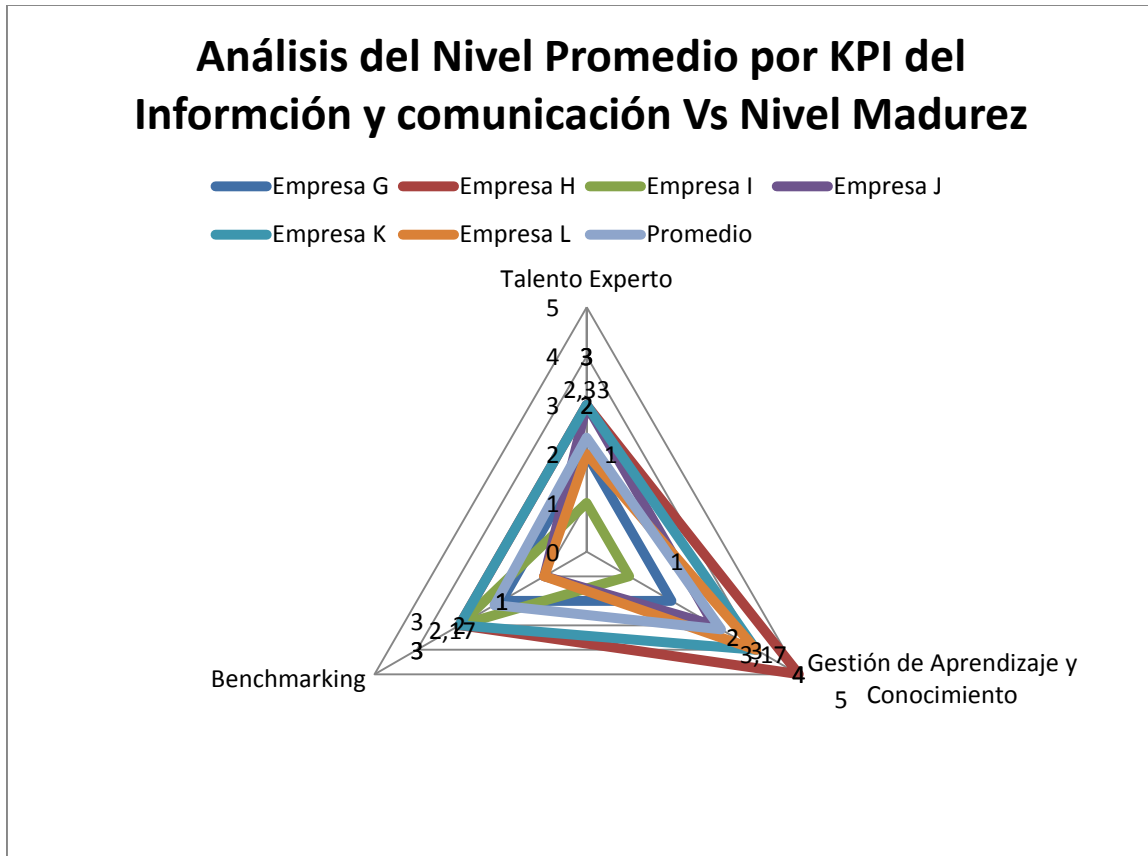 Análisis del Nivel Promedio por KPI del
Informción y comunicación Vs Nivel Madurez
Empresa G Empresa H Empresa I Empresa J
Empresa K Empresa L Promedio
Talento Experto
5
4 3
2,33
3 2
2 1
1
0 1
3 2 1 2
2,17 3
3 3,17
Gestión de Aprendizaje y
Benchmarking 4
5 Conocimiento